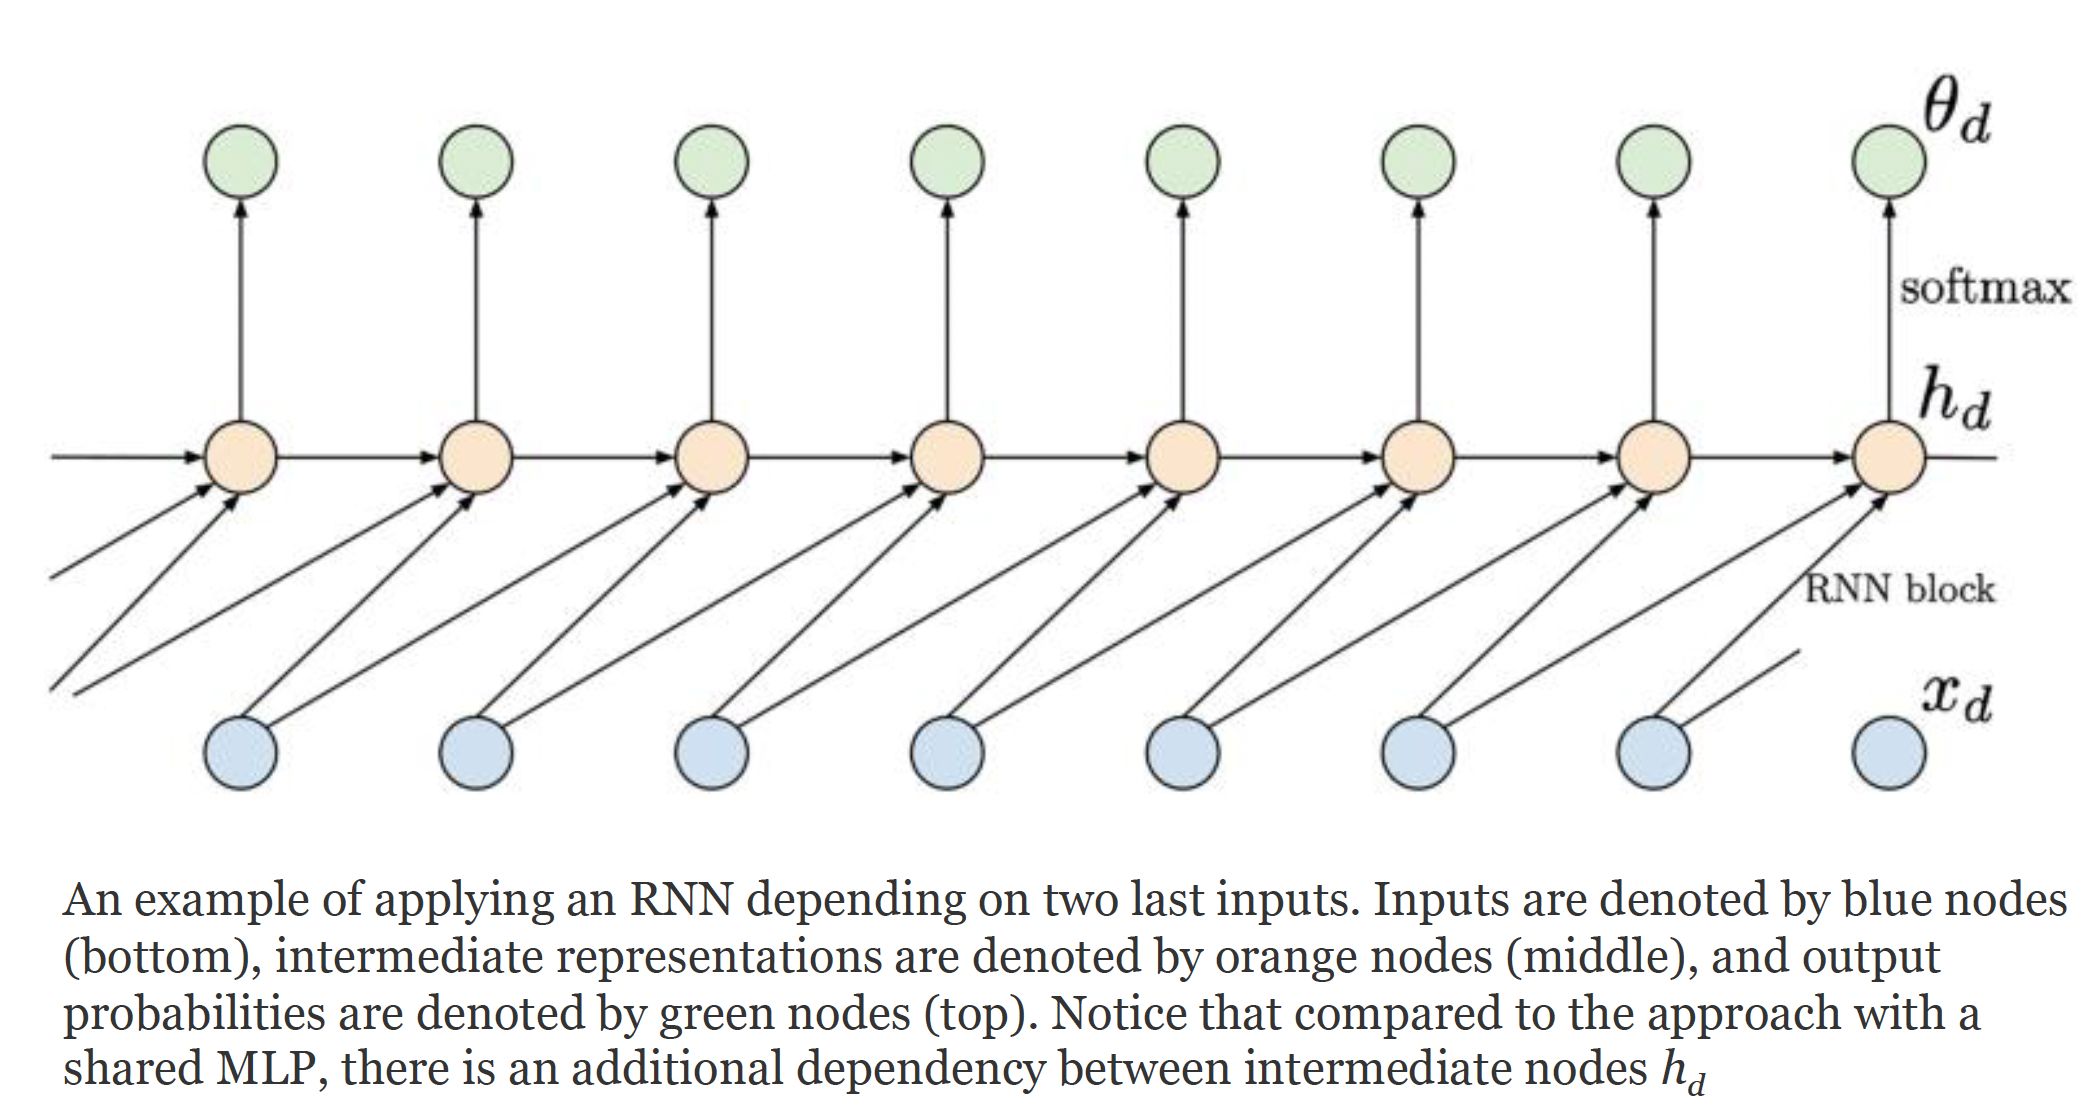 θ_d
softmax
h_d
RNN block
x_d
An example of applying an RNN depending on two last inputs. Inputs are denoted by blue nodes
(bottom), intermediate representations are denoted by orange nodes (middle), and output
probabilities are denoted by green nodes (top). Notice that compared to the approach with a
shared MLP, there is an additional dependency between intermediate nodes h_d